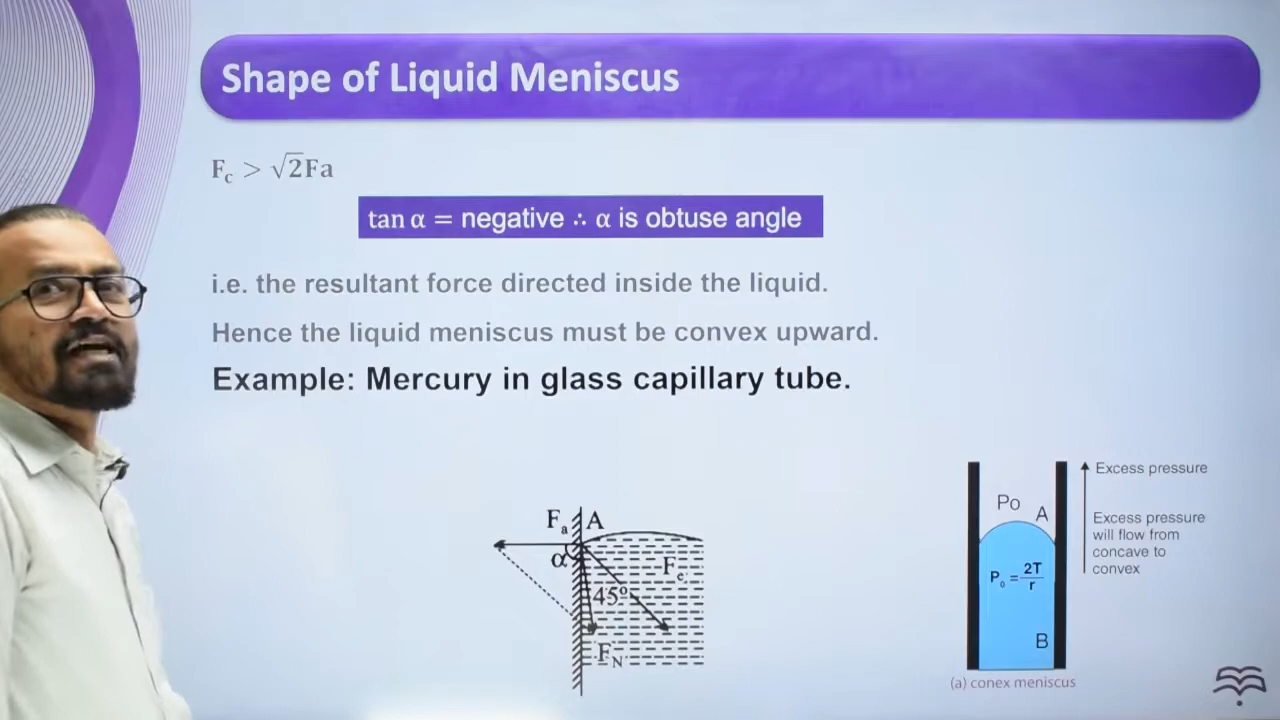 Shape of Liquid Meniscus
F_c > √2Fa
tan α = negative ∴ α is obtuse angle
i.e. the resultant force directed inside the liquid.
Hence the liquid meniscus must be convex upward.
Example: Mercury in glass capillary tube.
F_a A
α
F_c
45°
F_N
Po
A
P_0 = 2T/r
B
Excess pressure
Excess pressure
will flow from
concave to
convex
(a) conex meniscus